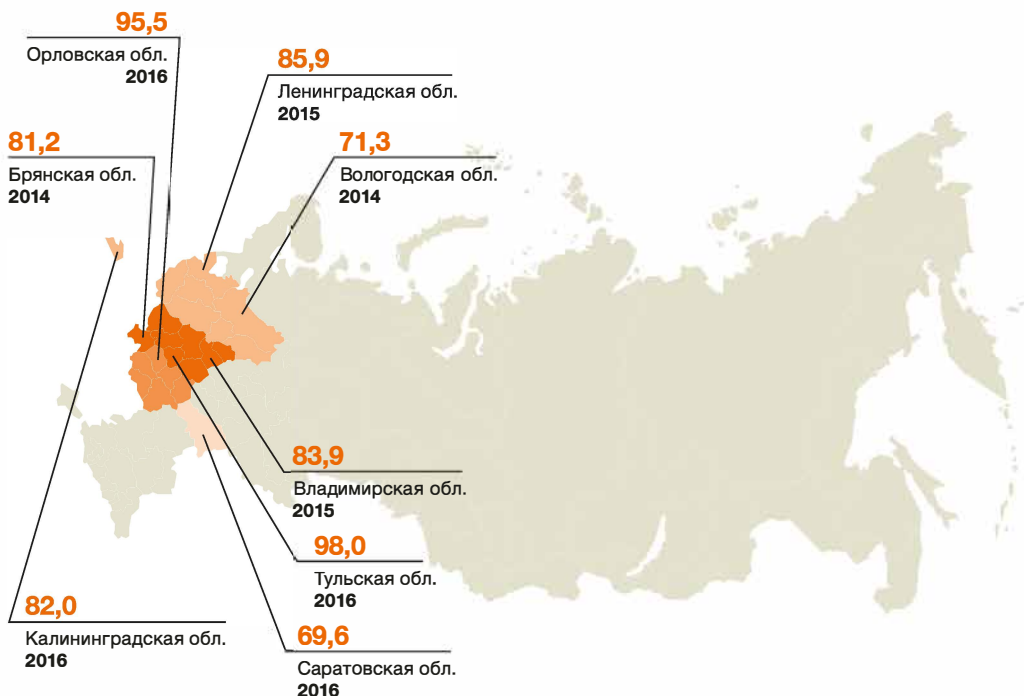 95,5
Орловская обл.
2016
85,9
Ленинградская обл.
2015
81,2
Брянская обл.
2014
71,3
Вологодская обл.
2014
83,9
Владимирская обл.
2015
98,0
Тульская обл.
2016
82,0
Калининградская обл.
2016
69,6
Саратовская обл.
2016